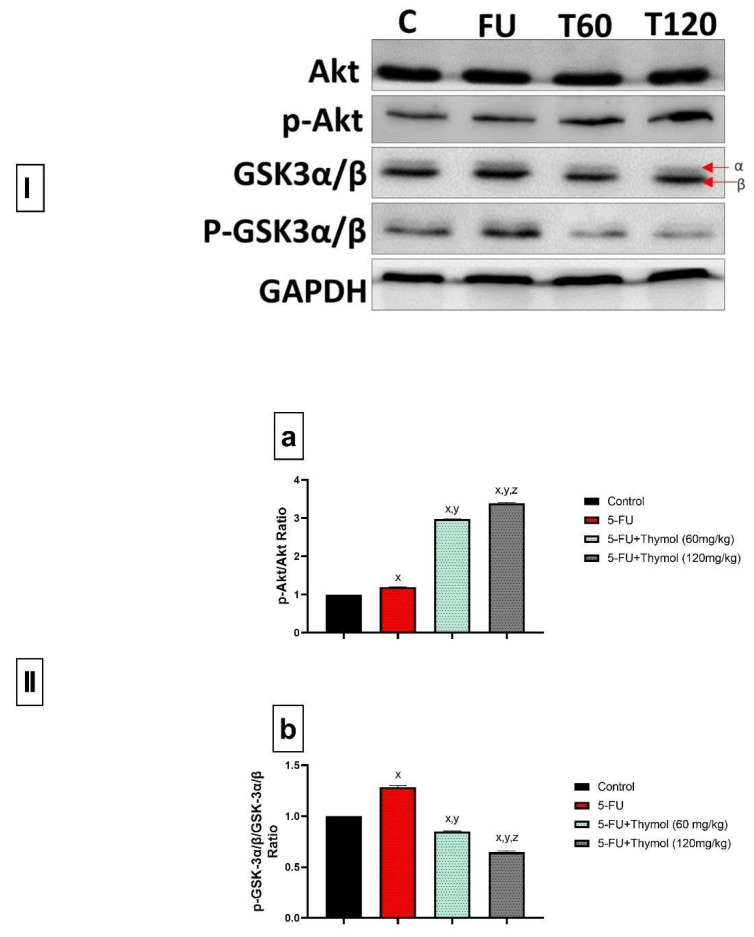 C FU T60 T120
Akt
p-Akt
GSK3α/β
α
β
P-GSK3α/β
GAPDH
I
a
4
3
2
1
0
p-Akt/Akt Ratio
x
x,y
x,y,z
Control
5-FU
5-FU+Thymol (60mg/kg)
5-FU+Thymol (120mg/kg)
II
b
1.5
1.0
0.5
0.0
p-GSK-3α/β/GSK-3α/β
Ratio
x
x,y
x,y,z
Control
5-FU
5-FU+Thymol (60 mg/kg)
5-FU+Thymol (120mg/kg)